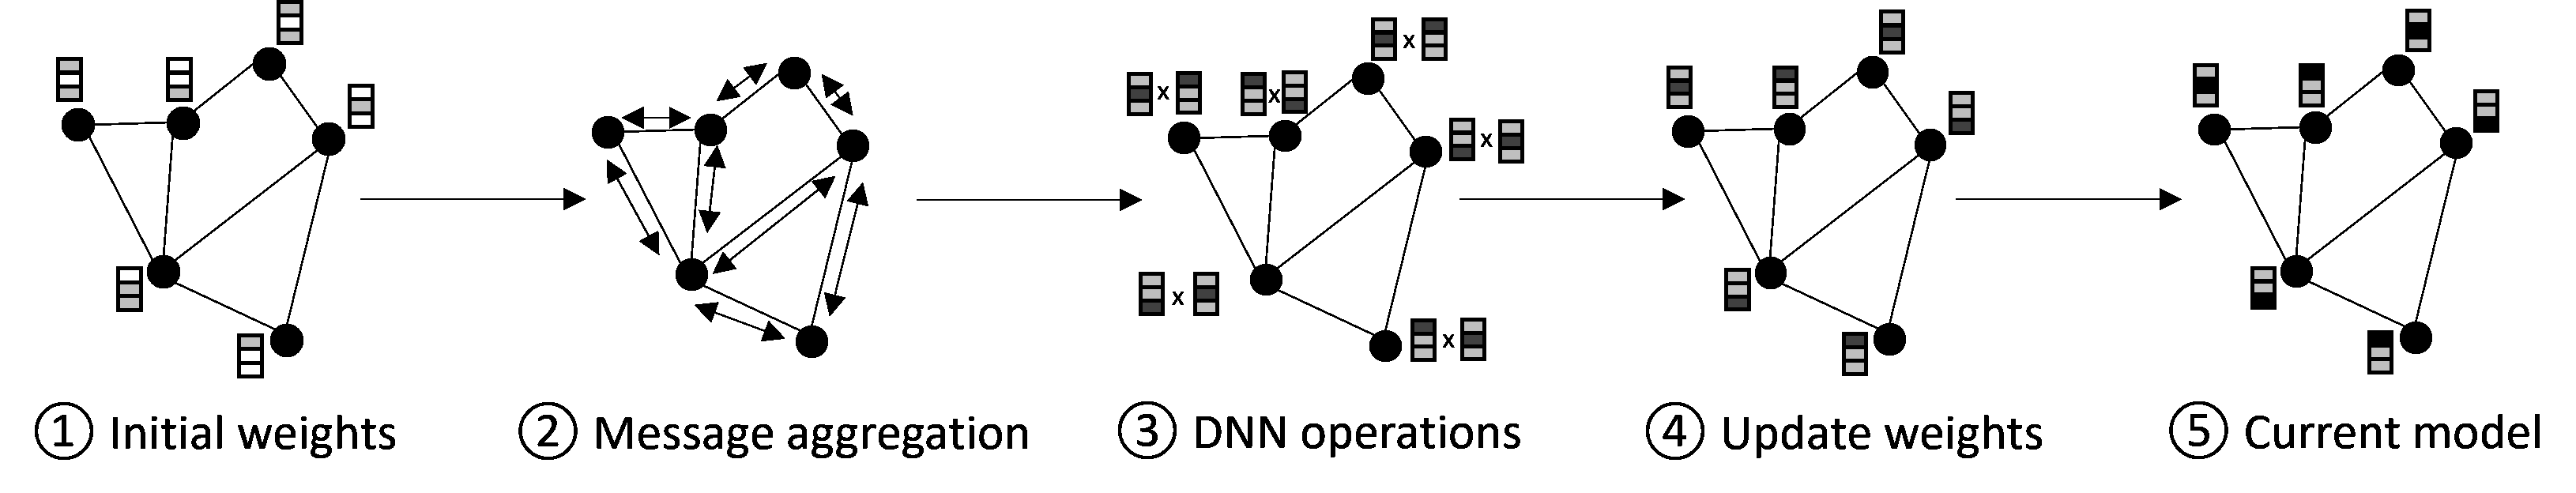 x x x
x
x
x
① Initial weights ② Message aggregation ③ DNN operations ④ Update weights ⑤ Current model